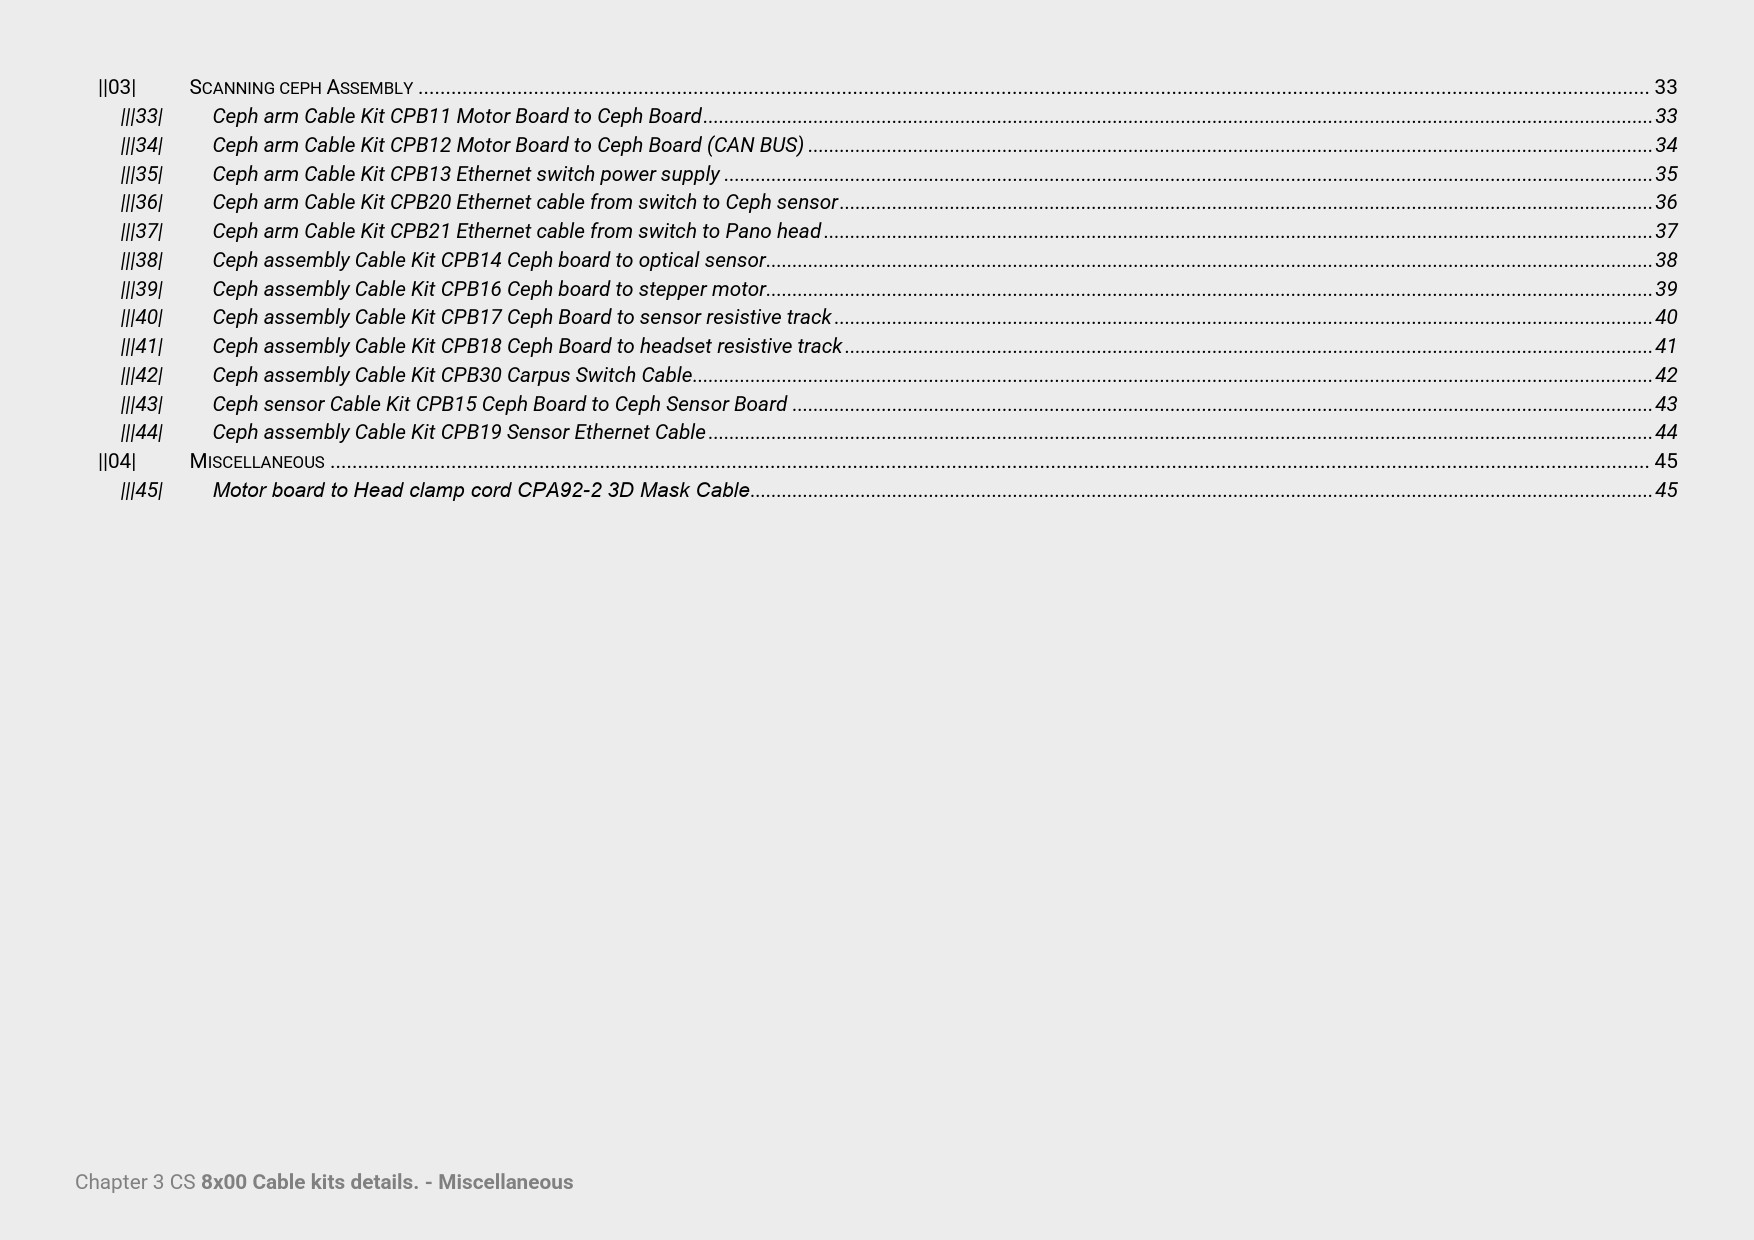 ||03| Scanning ceph Assembly ........................................ 33
|||33| Ceph arm Cable Kit CPB11 Motor Board to Ceph Board........................................33
|||34| Ceph arm Cable Kit CPB12 Motor Board to Ceph Board (CAN BUS) ........................................34
|||35| Ceph arm Cable Kit CPB13 Ethernet switch power supply ........................................35
|||36| Ceph arm Cable Kit CPB20 Ethernet cable from switch to Ceph sensor........................................36
|||37| Ceph arm Cable Kit CPB21 Ethernet cable from switch to Pano head........................................37
|||38| Ceph assembly Cable Kit CPB14 Ceph board to optical sensor........................................38
|||39| Ceph assembly Cable Kit CPB16 Ceph board to stepper motor........................................39
|||40| Ceph assembly Cable Kit CPB17 Ceph Board to sensor resistive track........................................40
|||41| Ceph assembly Cable Kit CPB18 Ceph Board to headset resistive track........................................41
|||42| Ceph assembly Cable Kit CPB30 Carpus Switch Cable........................................42
|||43| Ceph sensor Cable Kit CPB15 Ceph Board to Ceph Sensor Board ........................................43
|||44| Ceph assembly Cable Kit CPB19 Sensor Ethernet Cable........................................44
||04| Miscellaneous ........................................ 45
|||45| Motor board to Head clamp cord CPA92-2 3D Mask Cable........................................45
Chapter 3 CS 8x00 Cable kits details. - Miscellaneous